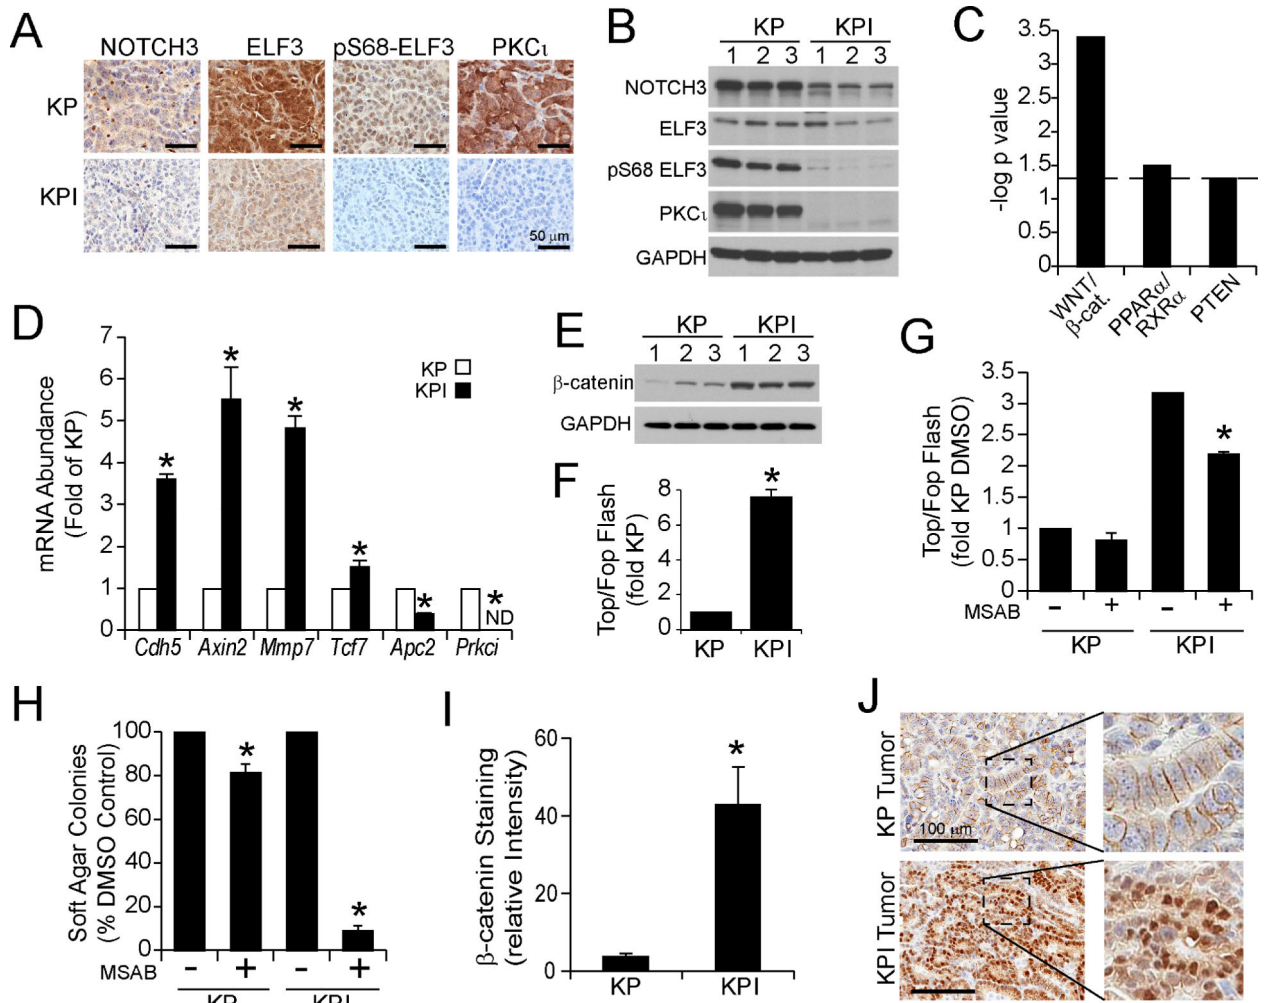 A
NOTCH3 ELF3 pS68-ELF3 PKCι
KP
KPI
50 µm
B
KP KPI
1 2 3 1 2 3
NOTCH3
ELF3
pS68 ELF3
PKCι
GAPDH
C
-log p value
3.5
3
2.5
2
1.5
1
0.5
0
WNT/
β-cat.
PPARα/
RXRα
PTEN
D
mRNA Abundance
(Fold of KP)
7
6
5
4
3
2
1
0
KP
KPI
* * * * * *
ND
Cdh5 Axin2 Mmp7 Tcf7 Apc2 Prkci
E
KP KPI
1 2 3 1 2 3
β-catenin
GAPDH
F
Top/Fop Flash
(fold KP)
8
6
4
2
0
*
KP KPI
G
Top/Fop Flash
(fold KP DMSO)
3.5
3
2.5
2
1.5
1
0.5
0
*
MSAB – + – +
KP KPI
H
Soft Agar Colonies
(% DMSO Control)
100
80
60
40
20
0
* *
MSAB – + – +
KP KPI
I
β-catenin Staining
(relative Intensity)
60
40
20
0
*
KP KPI
J
KP Tumor
100 µm
KPI Tumor